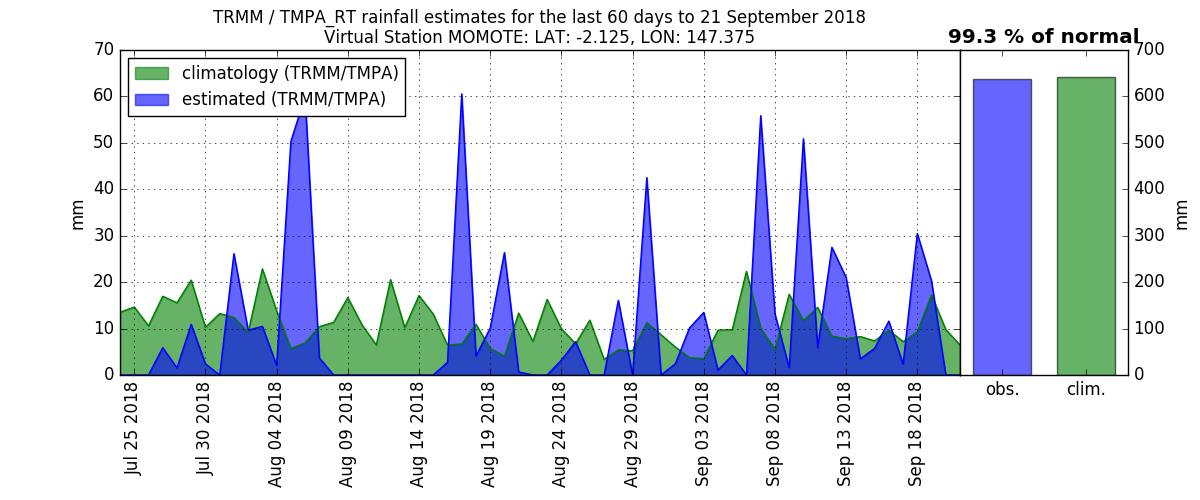 TRMM / TMPA_RT rainfall estimates for the last 60 days to 21 September 2018
Virtual Station MOMOTE: LAT: -2.125, LON: 147.375
99.3 % of normal
climatology (TRMM/TMPA)
estimated (TRMM/TMPA)
70
60
50
40
30
20
10
0
mm
Jul 25 2018
Jul 30 2018
Aug 04 2018
Aug 09 2018
Aug 14 2018
Aug 19 2018
Aug 24 2018
Aug 29 2018
Sep 03 2018
Sep 08 2018
Sep 13 2018
Sep 18 2018
obs.
clim.
700
600
500
400
300
200
100
0
mm